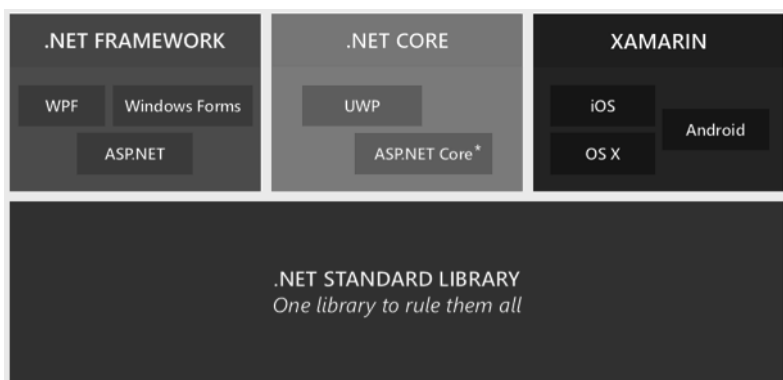 .NET FRAMEWORK
WPF
Windows Forms
ASP.NET
.NET CORE
UWP
ASP.NET Core*
XAMARIN
iOS
Android
OS X
.NET STANDARD LIBRARY
One library to rule them all